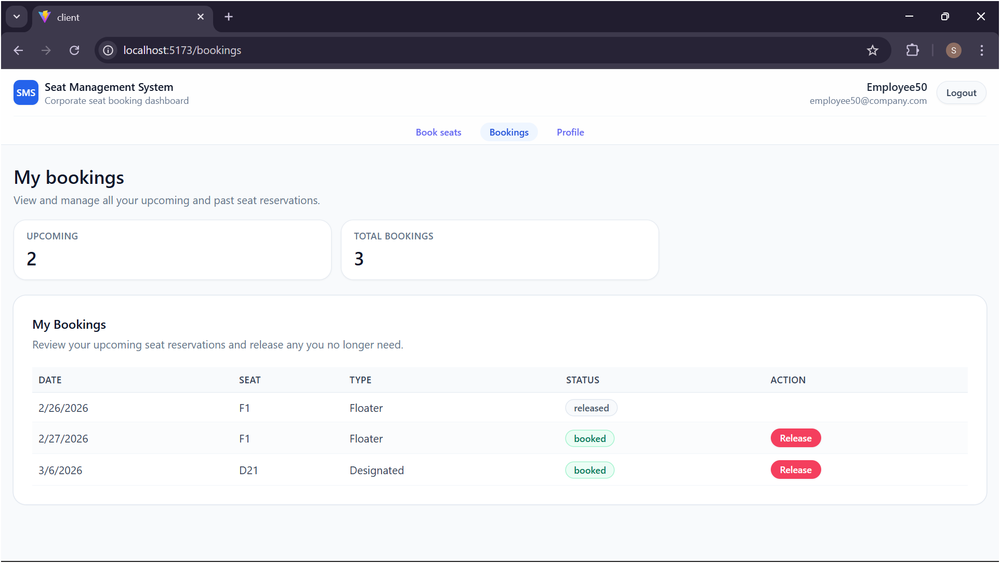 client
localhost:5173/bookings
S
SMS
Seat Management System
Corporate seat booking dashboard
Employee50
employee50@company.com
Logout
Book seats
Bookings
Profile
My bookings
View and manage all your upcoming and past seat reservations.
UPCOMING
2
TOTAL BOOKINGS
3
My Bookings
Review your upcoming seat reservations and release any you no longer need.
DATE SEAT TYPE STATUS ACTION
2/26/2026 F1 Floater released
2/27/2026 F1 Floater booked Release
3/6/2026 D21 Designated booked Release